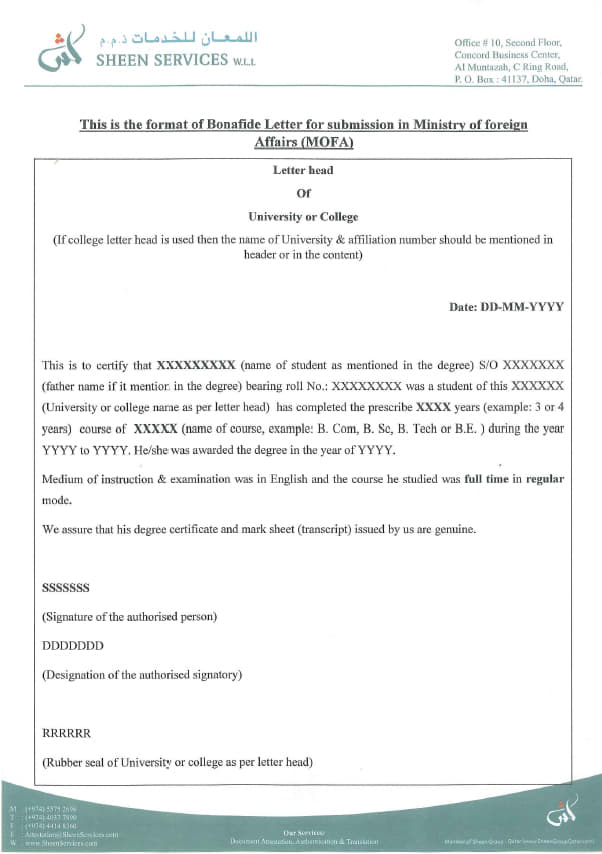 اللمعان للخدمات ذ.م.م
SHEEN SERVICES W.L.L
Office # 10, Second Floor,
Concord Business Center,
Al Muntazah, C Ring Road,
P. O. Box : 41137, Doha, Qatar.
This is the format of Bonafide Letter for submission in Ministry of foreign
Affairs (MOFA)
Letter head
Of
University or College
(If college letter head is used then the name of University & affiliation number should be mentioned in
header or in the content)
Date: DD-MM-YYYY
This is to certify that XXXXXXXXX (name of student as mentioned in the degree) S/O XXXXXXX
(father name if it mention in the degree) bearing roll No.: XXXXXXXX was a student of this XXXXXX
(University or college name as per letter head) has completed the prescribe XXXX years (example: 3 or 4
years) course of XXXXX (name of course, example: B. Com, B. Sc, B. Tech or B.E. ) during the year
YYYY to YYYY. He/she was awarded the degree in the year of YYYY.
Medium of instruction & examination was in English and the course he studied was full time in regular
mode.
We assure that his degree certificate and mark sheet (transcript) issued by us are genuine.
SSSSSSS
(Signature of the authorised person)
DDDDDDD
(Designation of the authorised signatory)
RRRRRR
(Rubber seal of University or college as per letter head)
M : (+974) 5575 2696
T : (+974) 4037 7890
F : (+974) 4414 8360
E : Attestation@SheenServices.com
W : www.SheenServices.com
Our Services:
Document Attestation, Authentication & Translation
Member of Sheen Group : Qatar